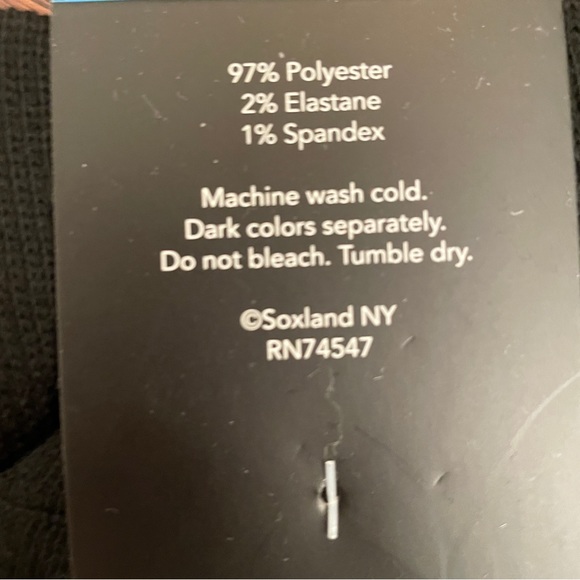 97% Polyester
2% Elastane
1% Spandex
Machine wash cold.
Dark colors separately.
Do not bleach. Tumble dry.
©Soxland NY
RN74547